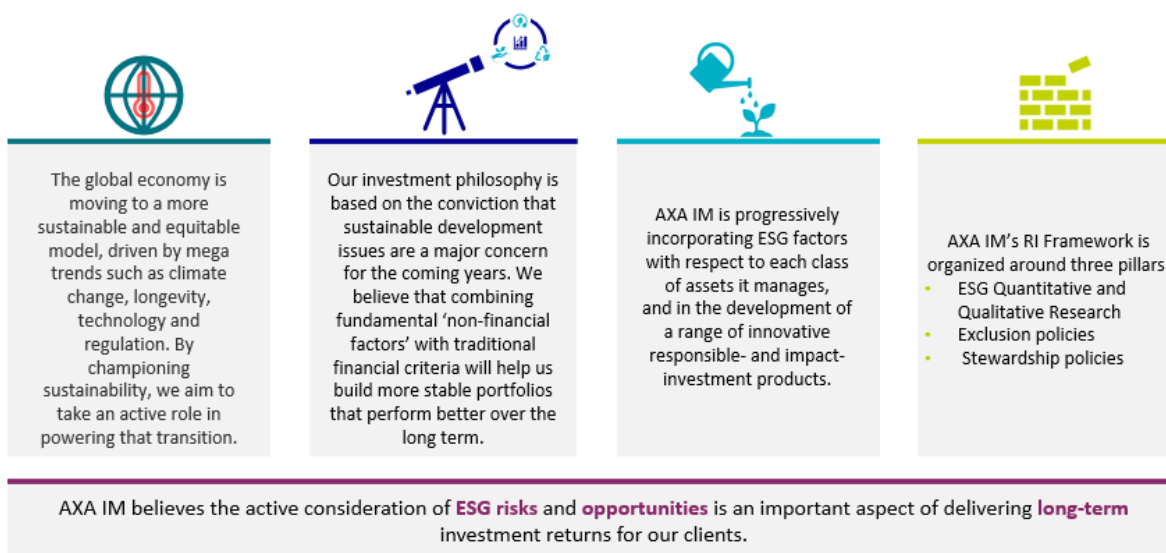 The global economy is
moving to a more
sustainable and equitable
model, driven by mega
trends such as climate
change, longevity,
technology and
regulation. By
championing
sustainability, we aim to
take an active role in
powering that transition.
Our investment philosophy is
based on the conviction that
sustainable development
issues are a major concern
for the coming years. We
believe that combining
fundamental ‘non-financial
factors’ with traditional
financial criteria will help us
build more stable portfolios
that perform better over the
long term.
AXA IM is progressively
incorporating ESG factors
with respect to each class
of assets it manages,
and in the development of
a range of innovative
responsible- and impact-
investment products.
AXA IM’s RI Framework is
organized around three pillars
• ESG Quantitative and
Qualitative Research
• Exclusion policies
• Stewardship policies
AXA IM believes the active consideration of ESG risks and opportunities is an important aspect of delivering long-term
investment returns for our clients.